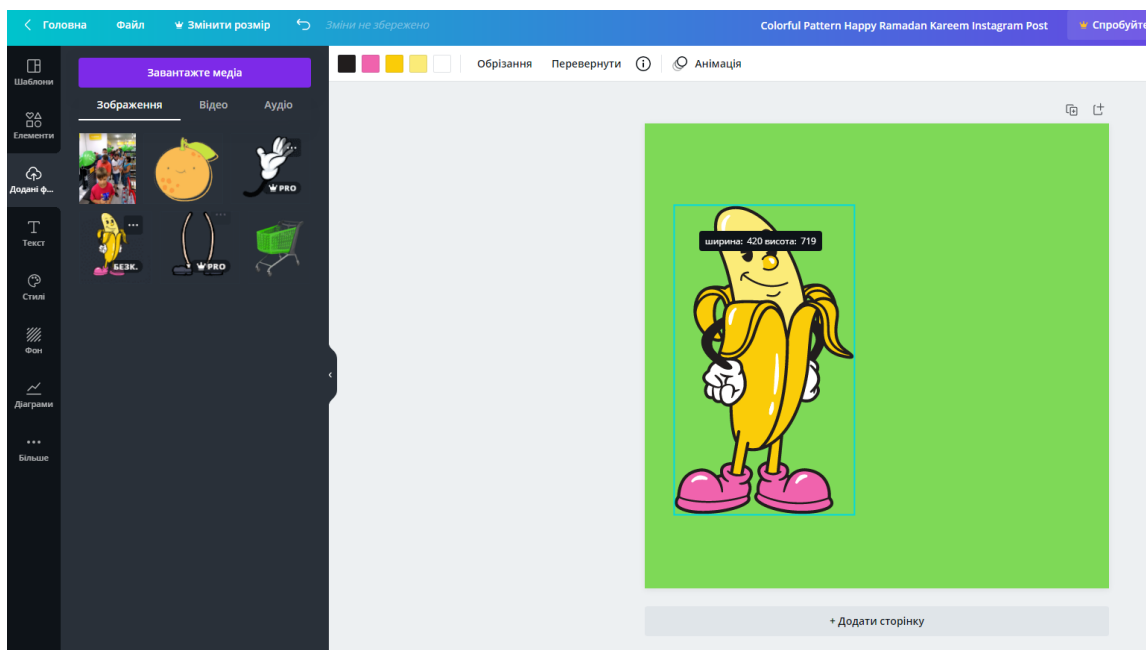 Головна Файл Змінити розмір Зміни не збережено Colorful Pattern Happy Ramadan Kareem Instagram Post Спробуйте
Шаблони
Елементи
Додані ф...
Текст
Стилі
Фон
Діаграми
Більше
Завантажте медіа
Зображення Відео Аудіо
PRO
БЕЗК. PRO
Обрізання Перевернути Анімація
ширина: 420 висота: 719
+ Додати сторінку